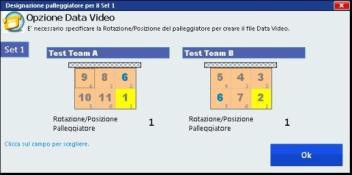 Designazione palleggiatore per il Set 1
Opzione Data Video
E' necessario specificare la Rotazione/Posizione del palleggiatore per creare il file Data Video.
Set 1
Test Team A
Test Team B
9 8 6
5 4 3
10 11 1
6 7 2
Rotazione/Posizione 1
Palleggiatore
Rotazione/Posizione 1
Palleggiatore
Clicca sul campo per scegliere.
Ok